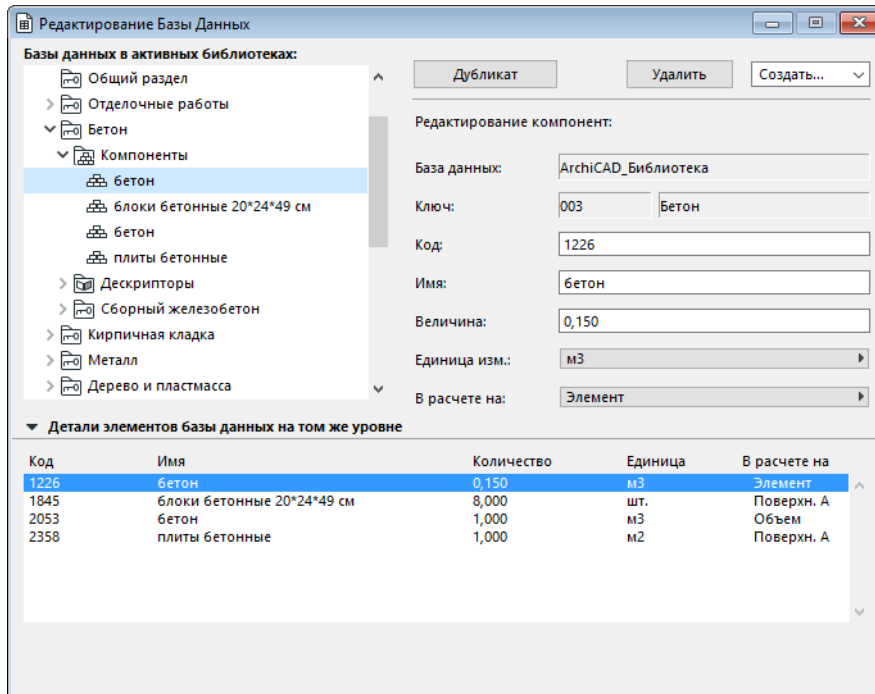 Редактирование Базы Данных
Базы данных в активных библиотеках:
Общий раздел
Отделочные работы
Бетон
Компоненты
бетон
блоки бетонные 20*24*49 см
бетон
плиты бетонные
Дескрипторы
Сборный железобетон
Кирпичная кладка
Металл
Дерево и пластмасса
Дубликат Удалить Создать...
Редактирование компонент:
База данных: ArchiCAD_Библиотека
Ключ: 003 Бетон
Код: 1226
Имя: бетон
Величина: 0,150
Единица изм.: м3
В расчете на: Элемент
Детали элементов базы данных на том же уровне
Код Имя Количество Единица В расчете на
1226 бетон 0,150 м3 Элемент
1845 блоки бетонные 20*24*49 см 8,000 шт. Поверхн. А
2053 бетон 1,000 м3 Объем
2358 плиты бетонные 1,000 м2 Поверхн. А